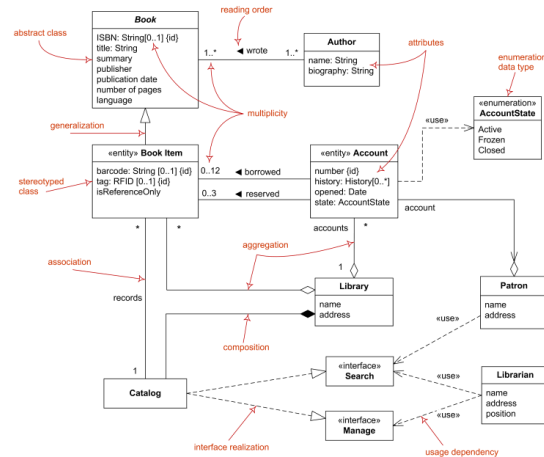 reading order
abstract class
Book
ISBN: String[0..1] {id}
title: String
summary
publisher
publication date
number of pages
language
1..*
◄ wrote
1..*
Author
name: String
biography: String
attributes
enumeration
data type
«enumeration»
AccountState
Active
Frozen
Closed
«use»
generalization
multiplicity
stereotyped
class
«entity» Book Item
barcode: String [0..1] {id}
tag: RFID [0..1] {id}
isReferenceOnly
0..12
◄ borrowed
0..3
◄ reserved
«entity» Account
number {id}
history: History[0..*]
opened: Date
state: AccountState
account
*
*
accounts
*
association
aggregation
records
1
Library
name
address
Patron
name
address
composition
«use»
1
Catalog
«interface»
Search
«use»
Librarian
name
address
position
«interface»
Manage
«use»
interface realization
usage dependency